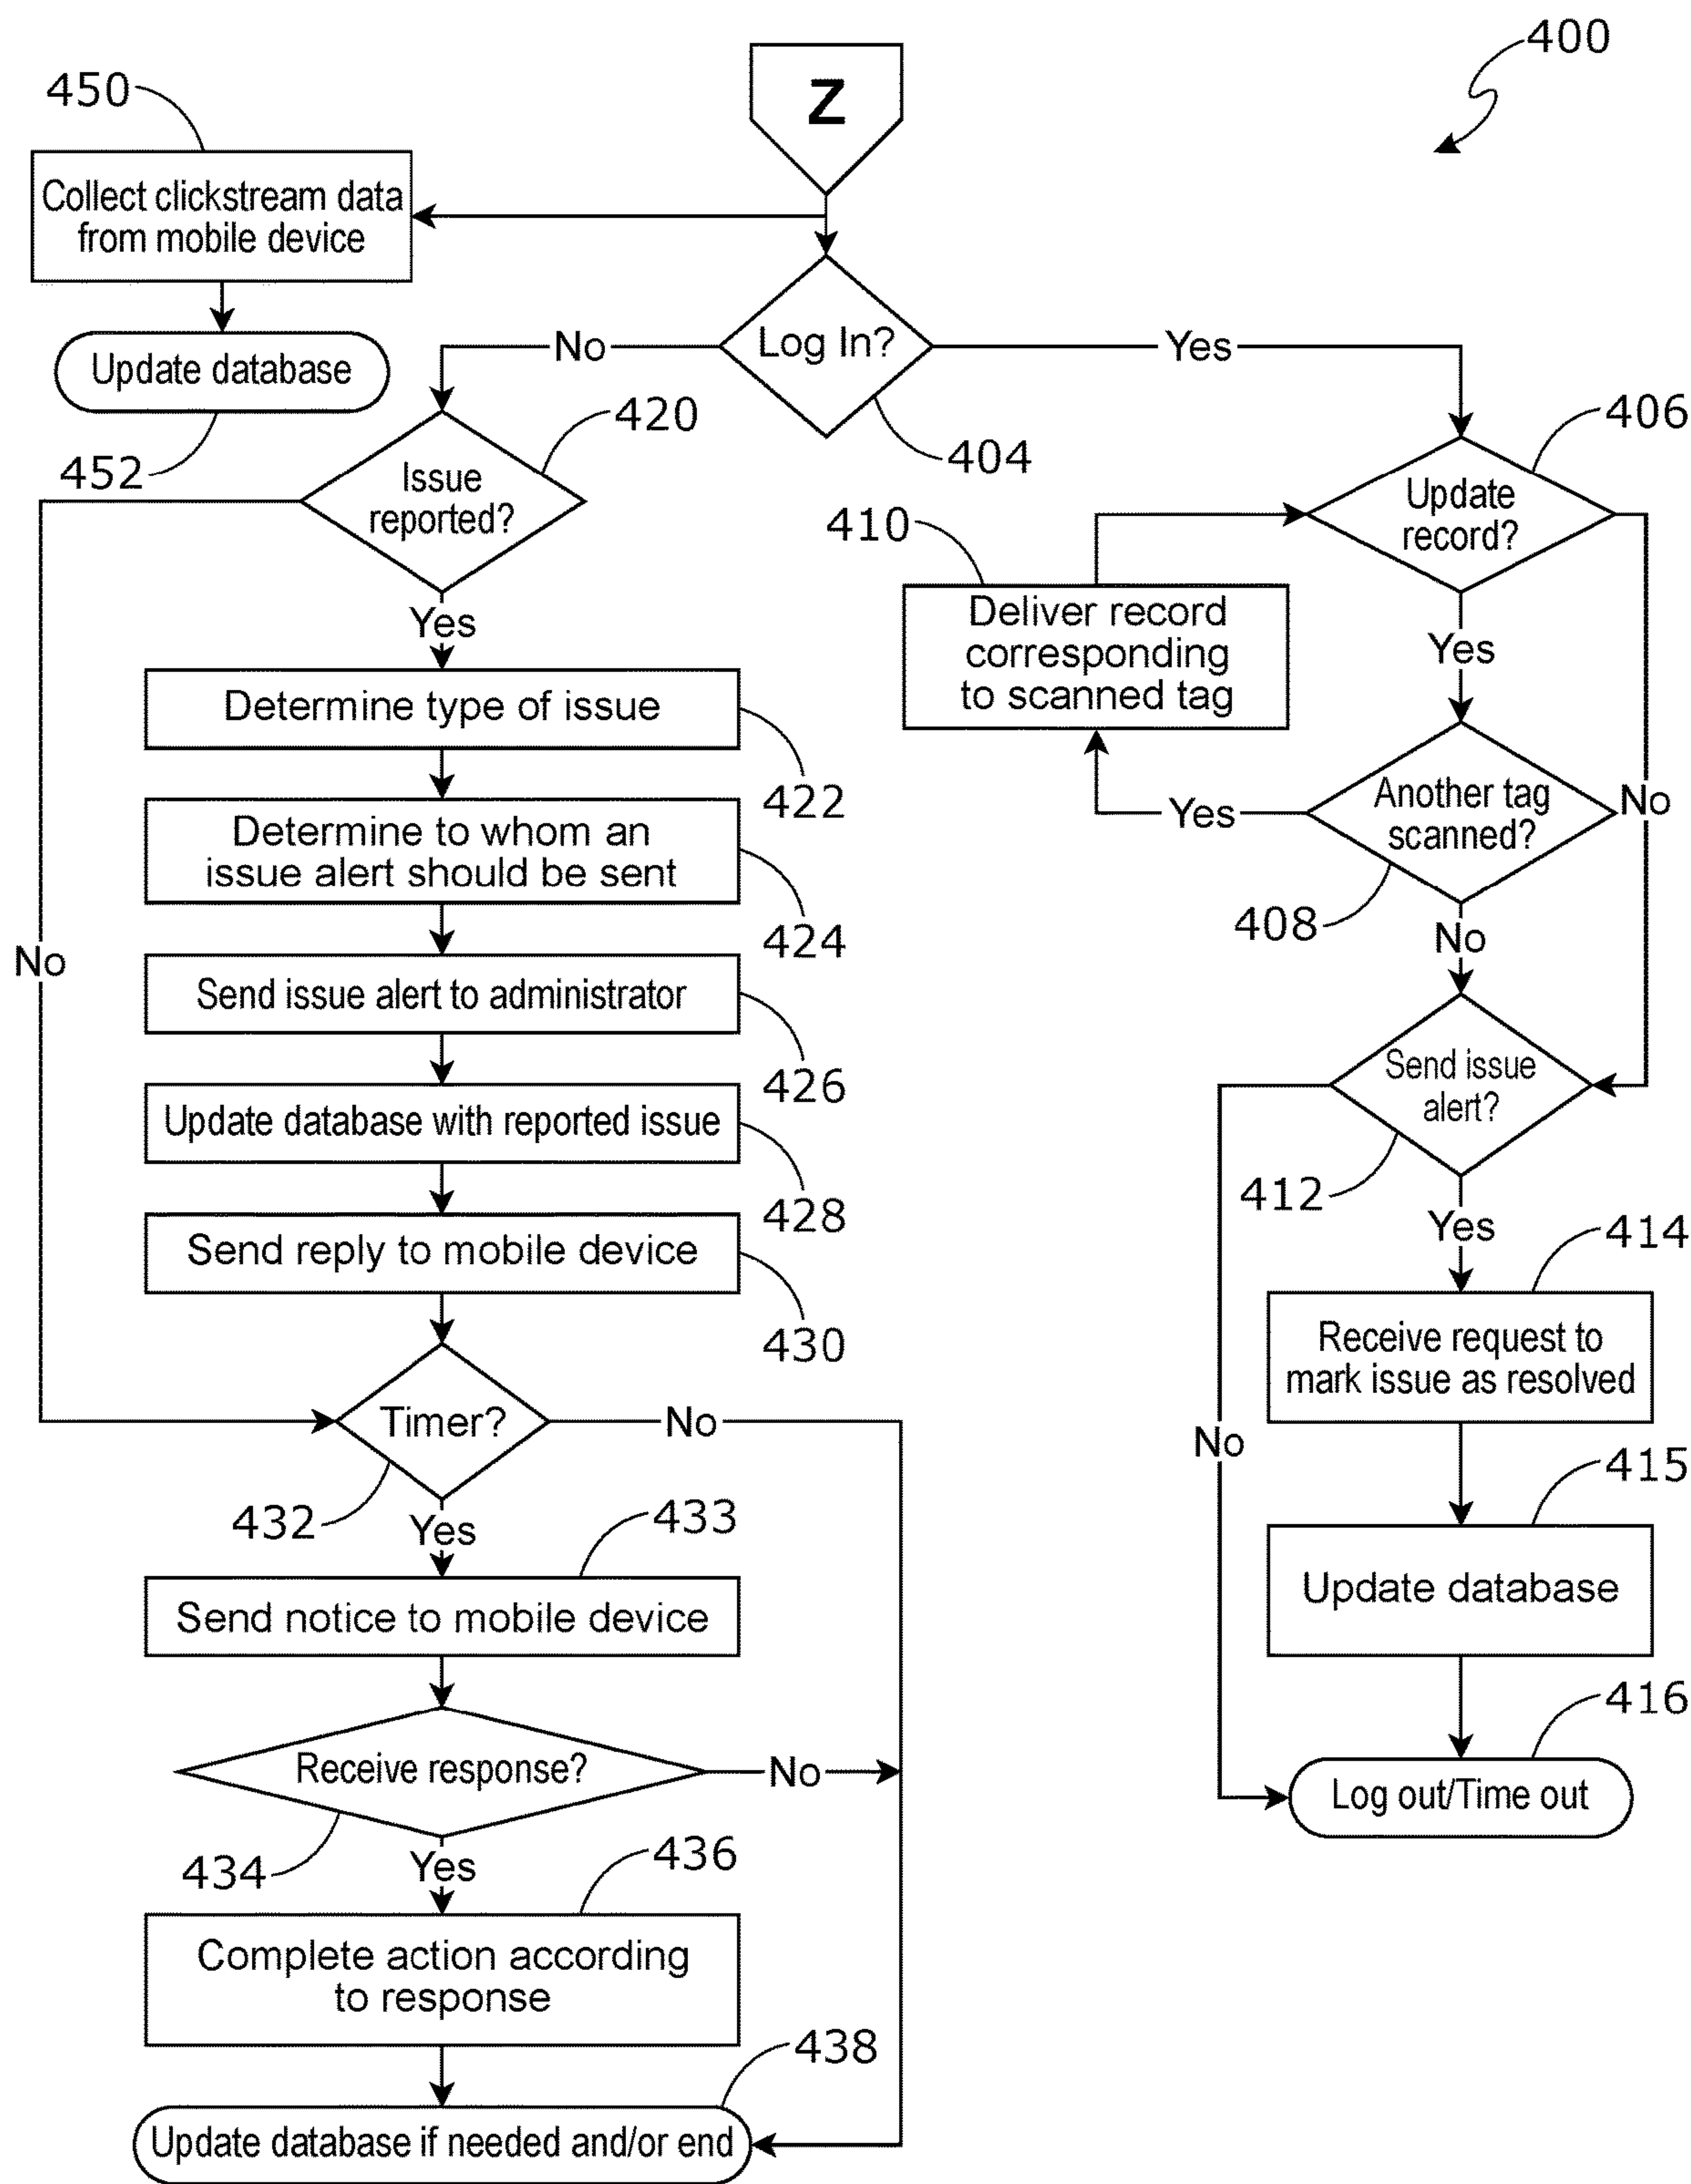 400
Z
450
Collect clickstream data
from mobile device
Update database
452
Log In?
404
No
Yes
420
Issue
reported?
No
Yes
Determine type of issue
422
Determine to whom an
issue alert should be sent
424
Send issue alert to administrator
426
Update database with reported issue
428
Send reply to mobile device
430
Timer?
No
432
Yes
433
Send notice to mobile device
Receive response?
No
434
Yes
436
Complete action according
to response
438
Update database if needed and/or end
406
Update
record?
410
Deliver record
corresponding
to scanned tag
Yes
No
Another tag
scanned?
Yes
408
No
Send issue
alert?
412
Yes
No
414
Receive request to
mark issue as resolved
415
Update database
416
Log out/Time out